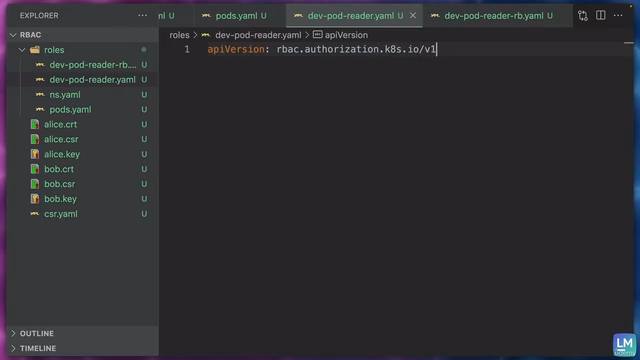 EXPLORER
RBAC
roles
dev-pod-reader-rb.... U
dev-pod-reader.yaml U
ns.yaml U
pods.yaml U
alice.crt U
alice.csr U
alice.key U
bob.crt U
bob.csr U
bob.key U
csr.yaml U
OUTLINE
TIMELINE
ml U
pods.yaml U
dev-pod-reader.yaml U
dev-pod-reader-rb.yaml U
roles > dev-pod-reader.yaml > apiVersion
1 apiVersion: rbac.authorization.k8s.io/v1
LM